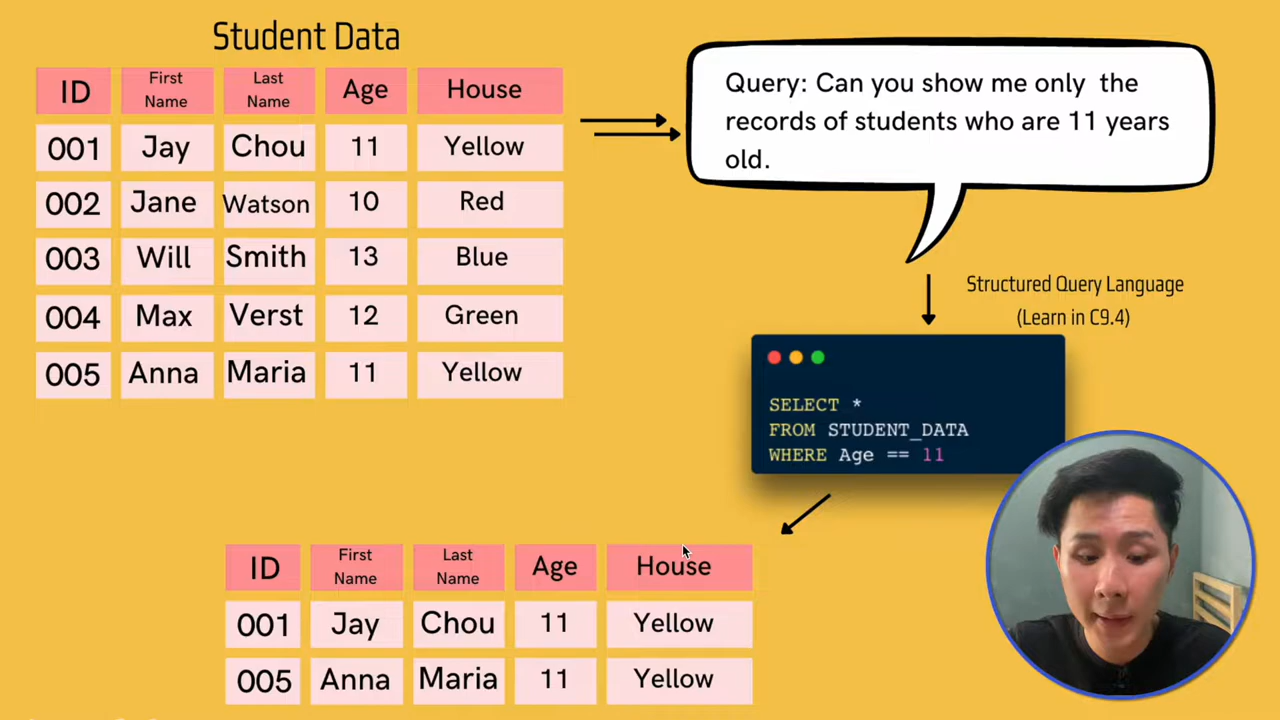 Student Data
ID First Name Last Name Age House
001 Jay Chou 11 Yellow
002 Jane Watson 10 Red
003 Will Smith 13 Blue
004 Max Verst 12 Green
005 Anna Maria 11 Yellow
Query: Can you show me only the
records of students who are 11 years
old.
Structured Query Language
(Learn in C9.4)
SELECT *
FROM STUDENT_DATA
WHERE Age == 11
ID First Name Last Name Age House
001 Jay Chou 11 Yellow
005 Anna Maria 11 Yellow